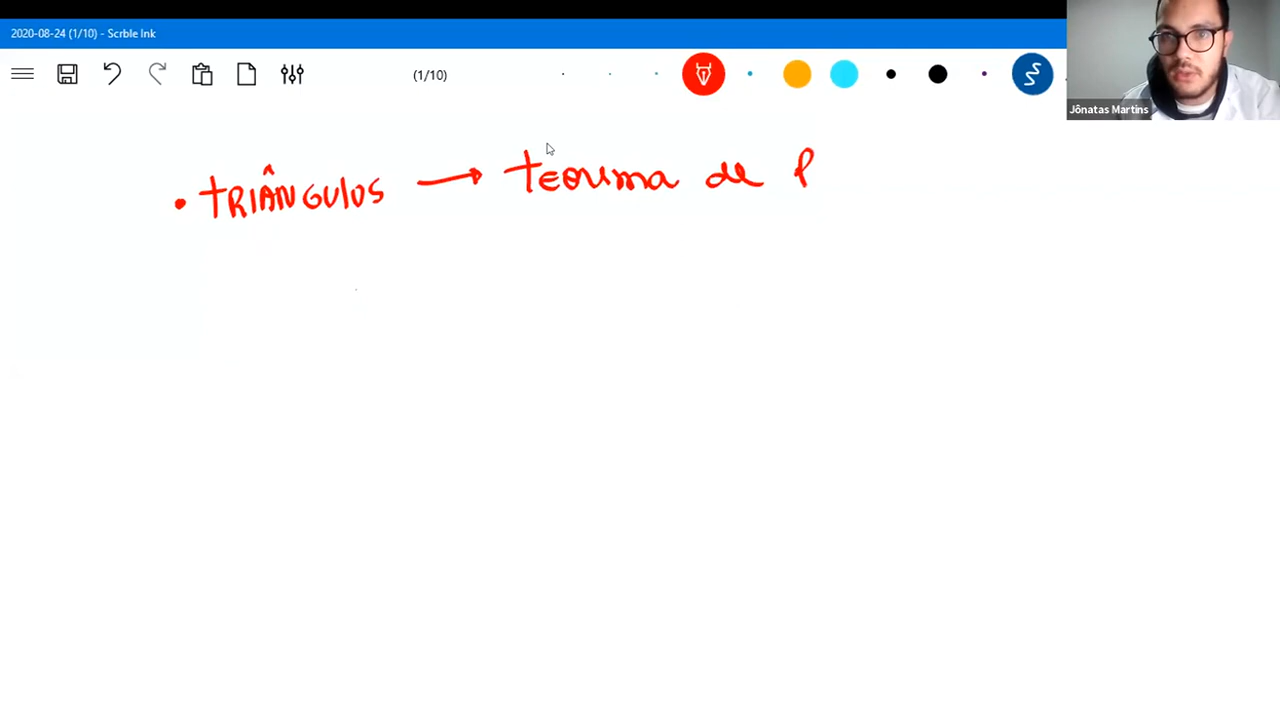 2020-08-24 (1/10) - Scrble Ink
(1/10)
Jônatas Martins
• TRIÂNGULOS → teorema de P